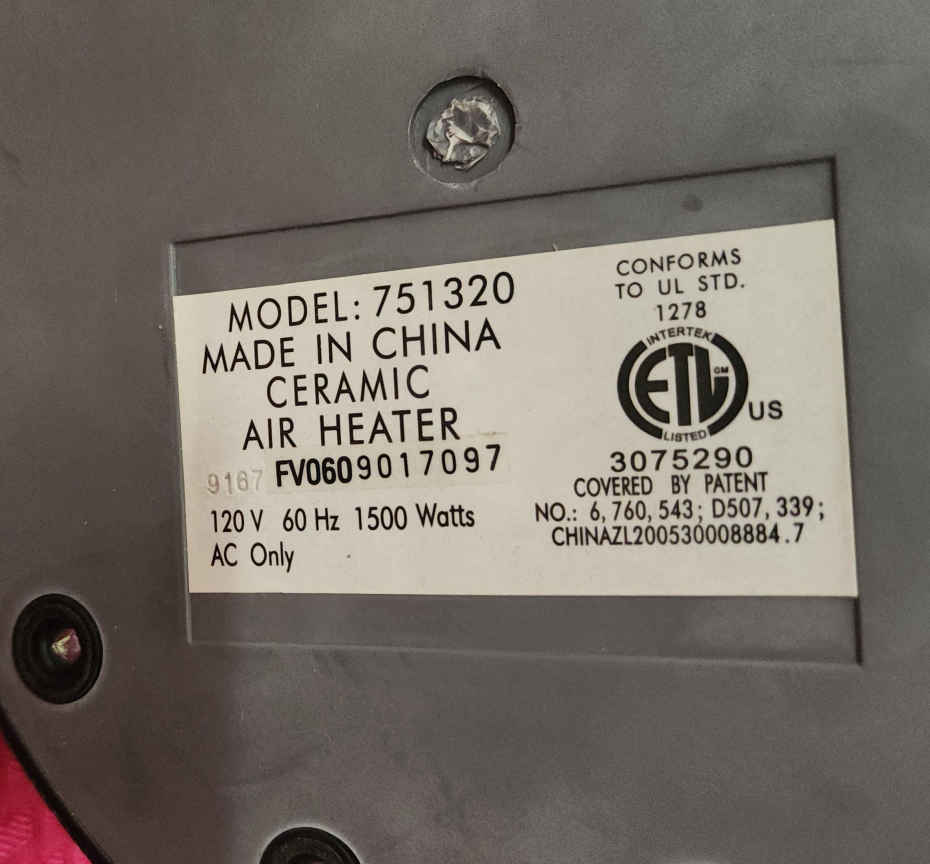 MODEL: 751320
MADE IN CHINA
CERAMIC
AIR HEATER
9167 FV0609017097
120 V 60 Hz 1500 Watts
AC Only
CONFORMS
TO UL STD.
1278
INTERTEK
ETL GM
US
LISTED
3075290
COVERED BY PATENT
NO.: 6,760,543; D507,339;
CHINAZL200530008884.7